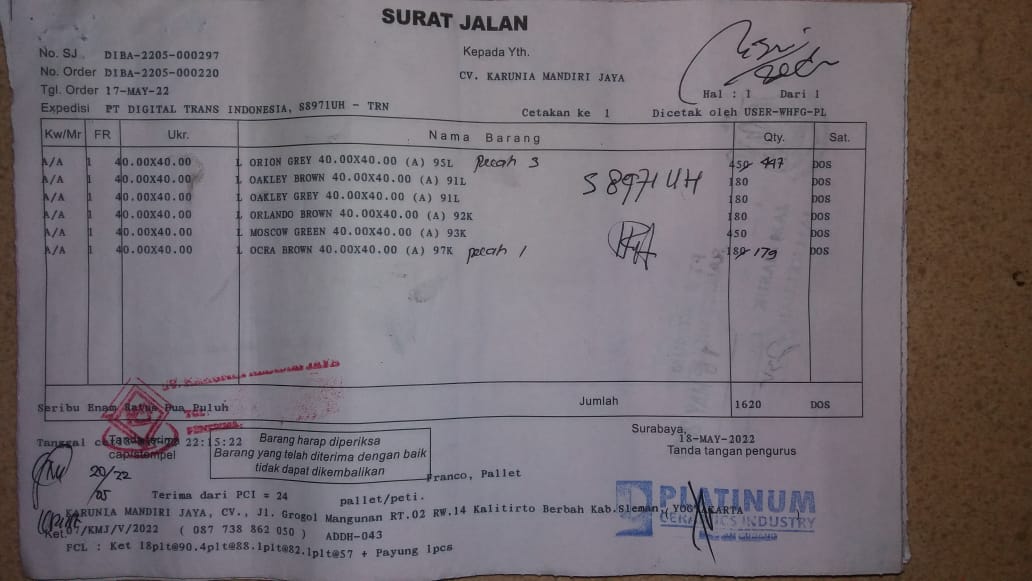 SURAT JALAN
No. SJ DIBA-2205-000297
No. Order DIBA-2205-000220
Tgl. Order 17-MAY-22
Expedisi PT DIGITAL TRANS INDONESIA, S8971UH - TRN
Kepada Yth.
CV. KARUNIA MANDIRI JAYA
Hal : 1 Dari 1
Cetakan ke 1 Dicetak oleh USER-WHFG-PL
Kw/Mr FR Ukr. Nama Barang Qty. Sat.
A/A 1 40.00X40.00 L ORION GREY 40.00X40.00 (A) 95L pecah 3 450 447 DOS
A/A 1 40.00X40.00 L OAKLEY BROWN 40.00X40.00 (A) 91L S 8971 UH 180 DOS
A/A 1 40.00X40.00 L OAKLEY GREY 40.00X40.00 (A) 91L 180 DOS
A/A 1 40.00X40.00 L ORLANDO BROWN 40.00X40.00 (A) 92K 180 DOS
A/A 1 40.00X40.00 L MOSCOW GREEN 40.00X40.00 (A) 93K 450 DOS
A/A 1 40.00X40.00 L OCRA BROWN 40.00X40.00 (A) 97K pecah 1 180 179 DOS
Seribu Enam Ratus Dua Puluh Jumlah 1620 DOS
KARUNIA MANDIRI JAYA
Tanggal 22:15:22
Tanda terima
cap/stempel
Barang harap diperiksa
Barang yang telah diterima dengan baik
tidak dapat dikembalikan
Surabaya, 18-MAY-2022
Tanda tangan pengurus
20/22
05
Franco, Pallet
Terima dari PCI = 24 pallet/peti.
KARUNIA MANDIRI JAYA, CV., Jl. Grogol Mangunan RT.02 RW.14 Kalitirto Berbah Kab.Sleman, YOGYAKARTA
Ket. 07/KMJ/V/2022 ( 087 738 862 050 ) ADDH-043
FCL : Ket 18plt@90.4plt@88.1plt@82.1plt@57 + Payung 1pcs
PLATINUM
CERAMICS INDUSTRY